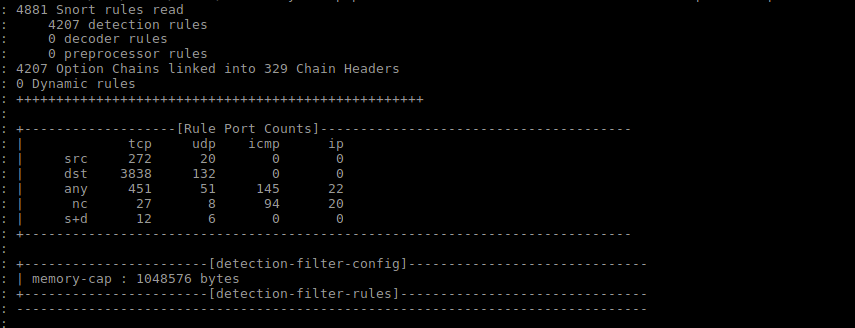 : 4881 Snort rules read
:     4207 detection rules
:     0 decoder rules
:     0 preprocessor rules
: 4207 Option Chains linked into 329 Chain Headers
: 0 Dynamic rules
: +++++++++++++++++++++++++++++++++++++++++++++++++++
:
: +-------------------[Rule Port Counts]---------------------------------------
: |             tcp     udp    icmp      ip
: |     src     272      20       0       0
: |     dst    3838     132       0       0
: |     any     451      51     145      22
: |      nc      27       8      94      20
: |     s+d      12       6       0       0
: +----------------------------------------------------------------------------
:
: +-----------------------[detection-filter-config]------------------------------
: | memory-cap : 1048576 bytes
: +-----------------------[detection-filter-rules]-------------------------------
: -------------------------------------------------------------------------------
: